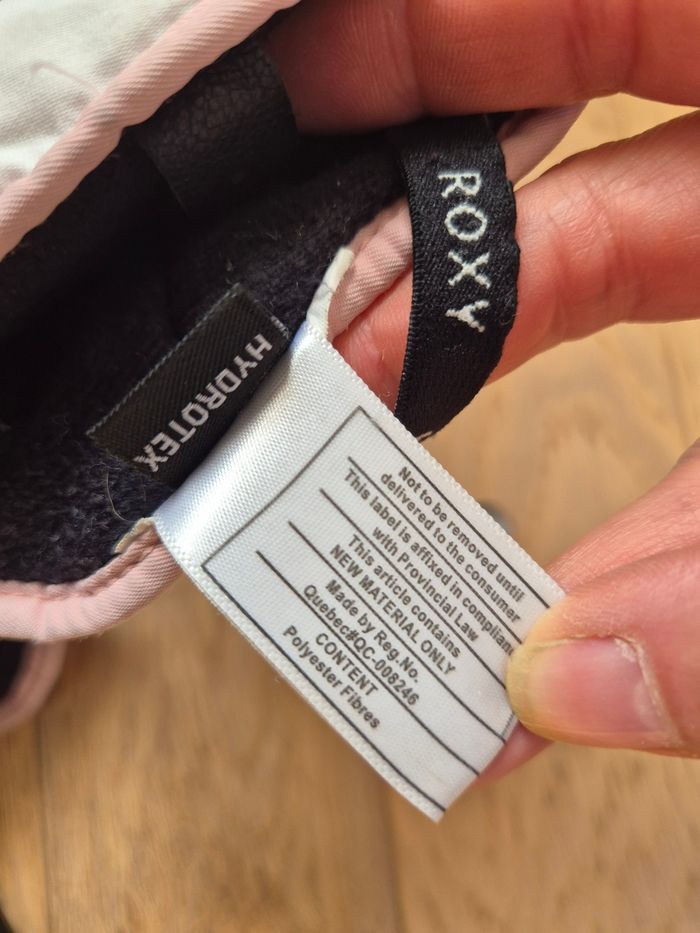 ROXY
HYDROTEX
Not to be removed until
delivered to the consumer
This label is affixed in complianc
with Provincial Law
This article contains
NEW MATERIAL ONLY
Made by Reg.No.
Quebec#QC-008246
CONTENT
Polyester Fibres